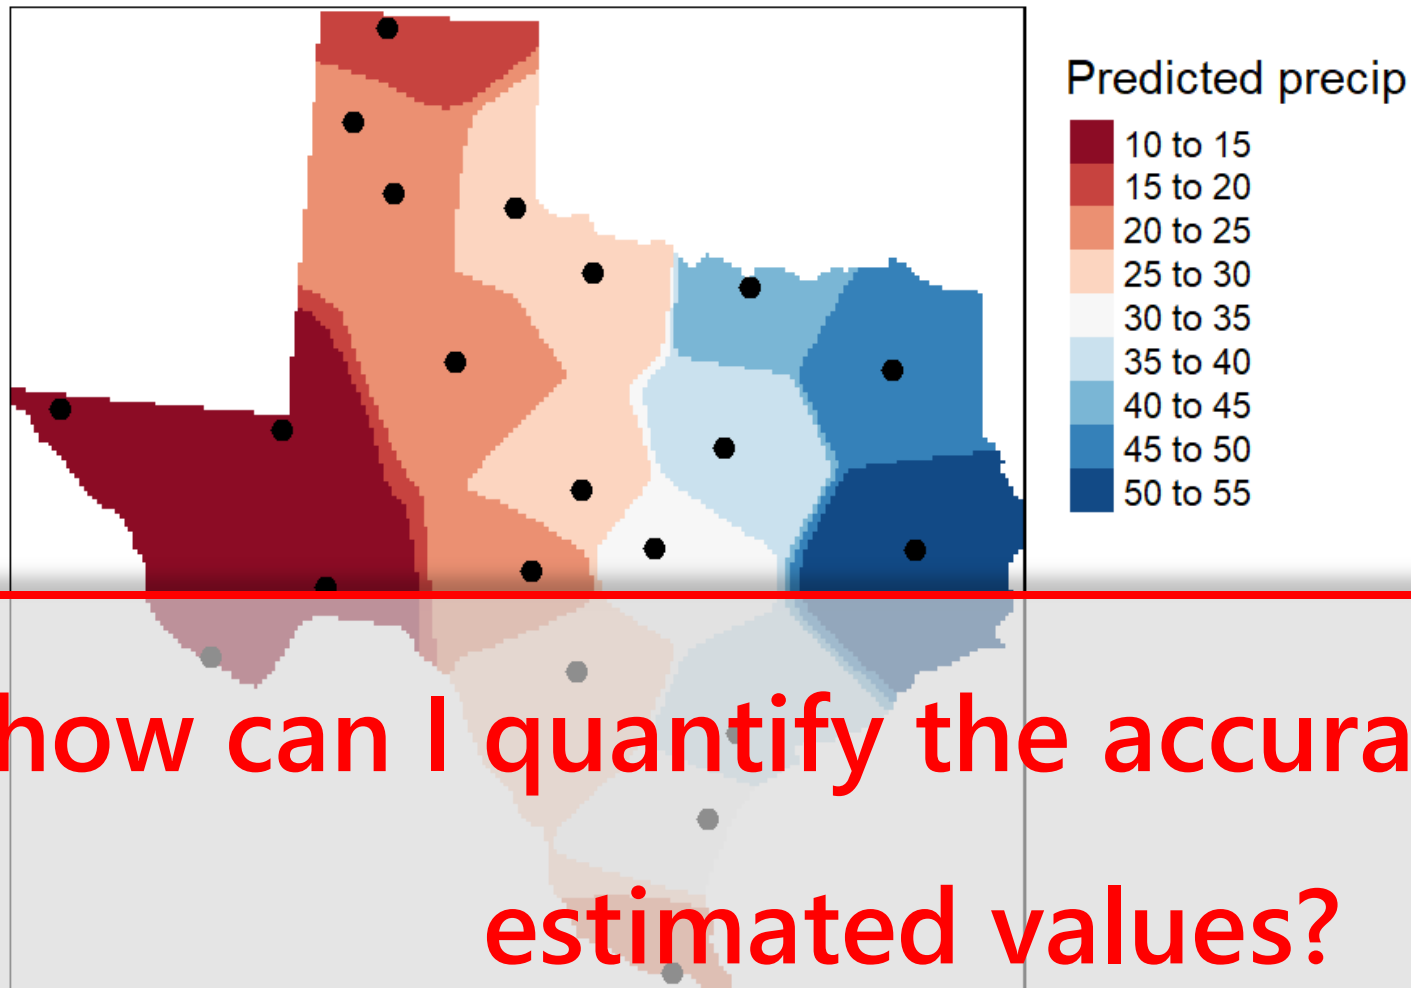 Predicted precip
10 to 15
15 to 20
20 to 25
25 to 30
30 to 35
35 to 40
40 to 45
45 to 50
50 to 55
how can I quantify the accura
estimated values?